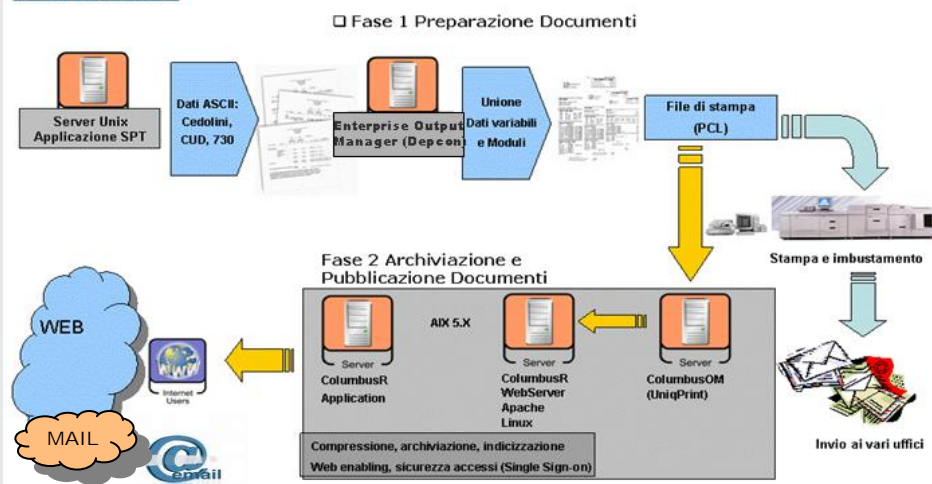 ❑ Fase 1 Preparazione Documenti
Server Unix
Applicazione SPT
Dati ASCII:
Cedolini,
CUD, 730
Enterprise Output
Manager (Depcon)
Unione
Dati variabili
e Moduli
File di stampa
(PCL)
Stampa e imbustamento
Invio ai vari uffici
Fase 2 Archiviazione e
Pubblicazione Documenti
AIX 5.X
Server
ColumbusR
Application
Server
ColumbusR
WebServer
Apache
Linux
Server
ColumbusOM
(UniqPrint)
Compressione, archiviazione, indicizzazione
Web enabling, sicurezza accessi (Single Sign-on)
WEB
WWW
Internet
Users
MAIL
email